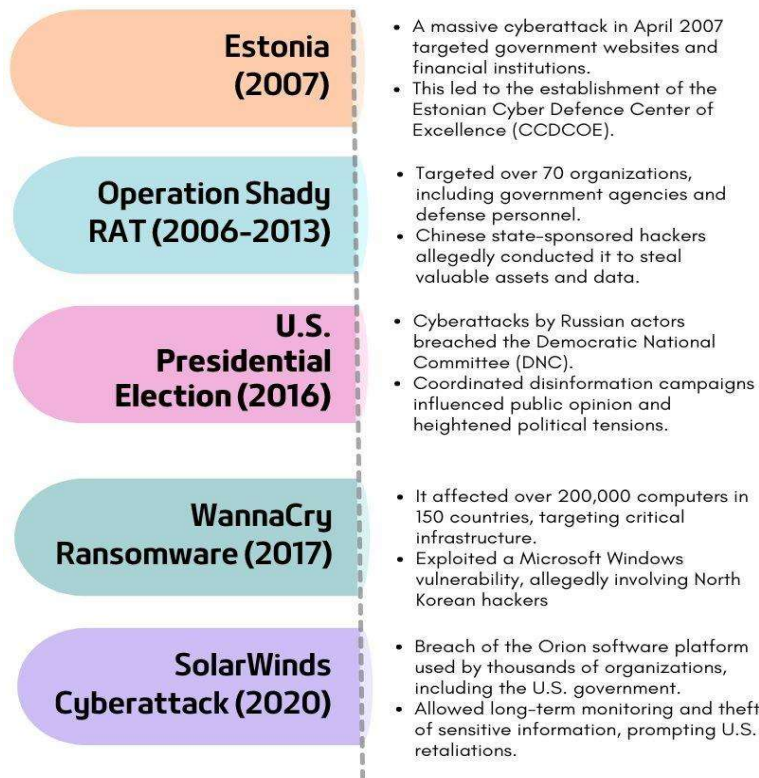 Estonia
(2007)
• A massive cyberattack in April 2007
targeted government websites and
financial institutions.
• This led to the establishment of the
Estonian Cyber Defence Center of
Excellence (CCDCOE).
Operation Shady
RAT (2006-2013)
• Targeted over 70 organizations,
including government agencies and
defense personnel.
• Chinese state-sponsored hackers
allegedly conducted it to steal
valuable assets and data.
U.S.
Presidential
Election (2016)
• Cyberattacks by Russian actors
breached the Democratic National
Committee (DNC).
• Coordinated disinformation campaigns
influenced public opinion and
heightened political tensions.
WannaCry
Ransomware (2017)
• It affected over 200,000 computers in
150 countries, targeting critical
infrastructure.
• Exploited a Microsoft Windows
vulnerability, allegedly involving North
Korean hackers
SolarWinds
Cyberattack (2020)
• Breach of the Orion software platform
used by thousands of organizations,
including the U.S. government.
• Allowed long-term monitoring and theft
of sensitive information, prompting U.S.
retaliations.